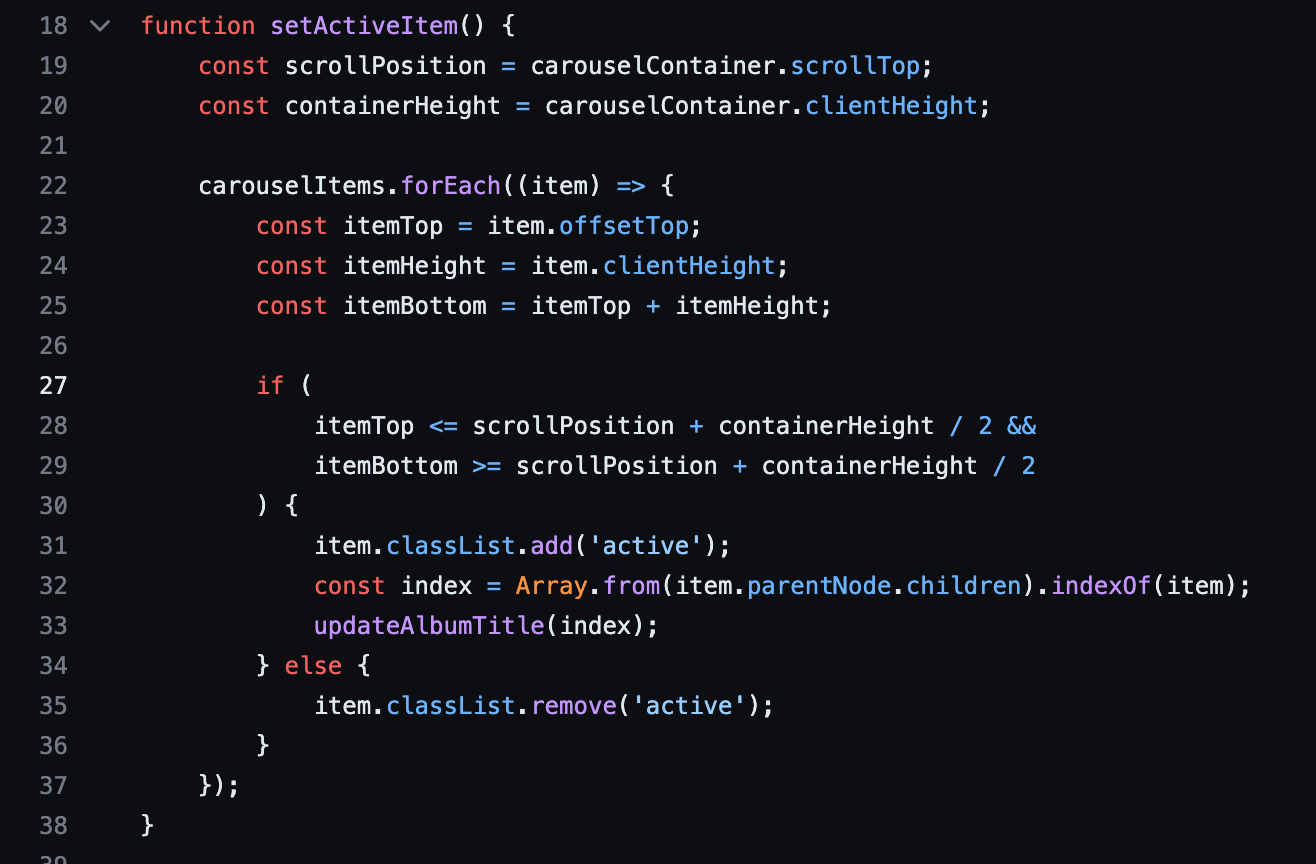 18 function setActiveItem() {
19 const scrollPosition = carouselContainer.scrollTop;
20 const containerHeight = carouselContainer.clientHeight;
21
22 carouselItems.forEach((item) => {
23 const itemTop = item.offsetTop;
24 const itemHeight = item.clientHeight;
25 const itemBottom = itemTop + itemHeight;
26
27 if (
28 itemTop <= scrollPosition + containerHeight / 2 &&
29 itemBottom >= scrollPosition + containerHeight / 2
30 ) {
31 item.classList.add('active');
32 const index = Array.from(item.parentNode.children).indexOf(item);
33 updateAlbumTitle(index);
34 } else {
35 item.classList.remove('active');
36 }
37 });
38 }
39